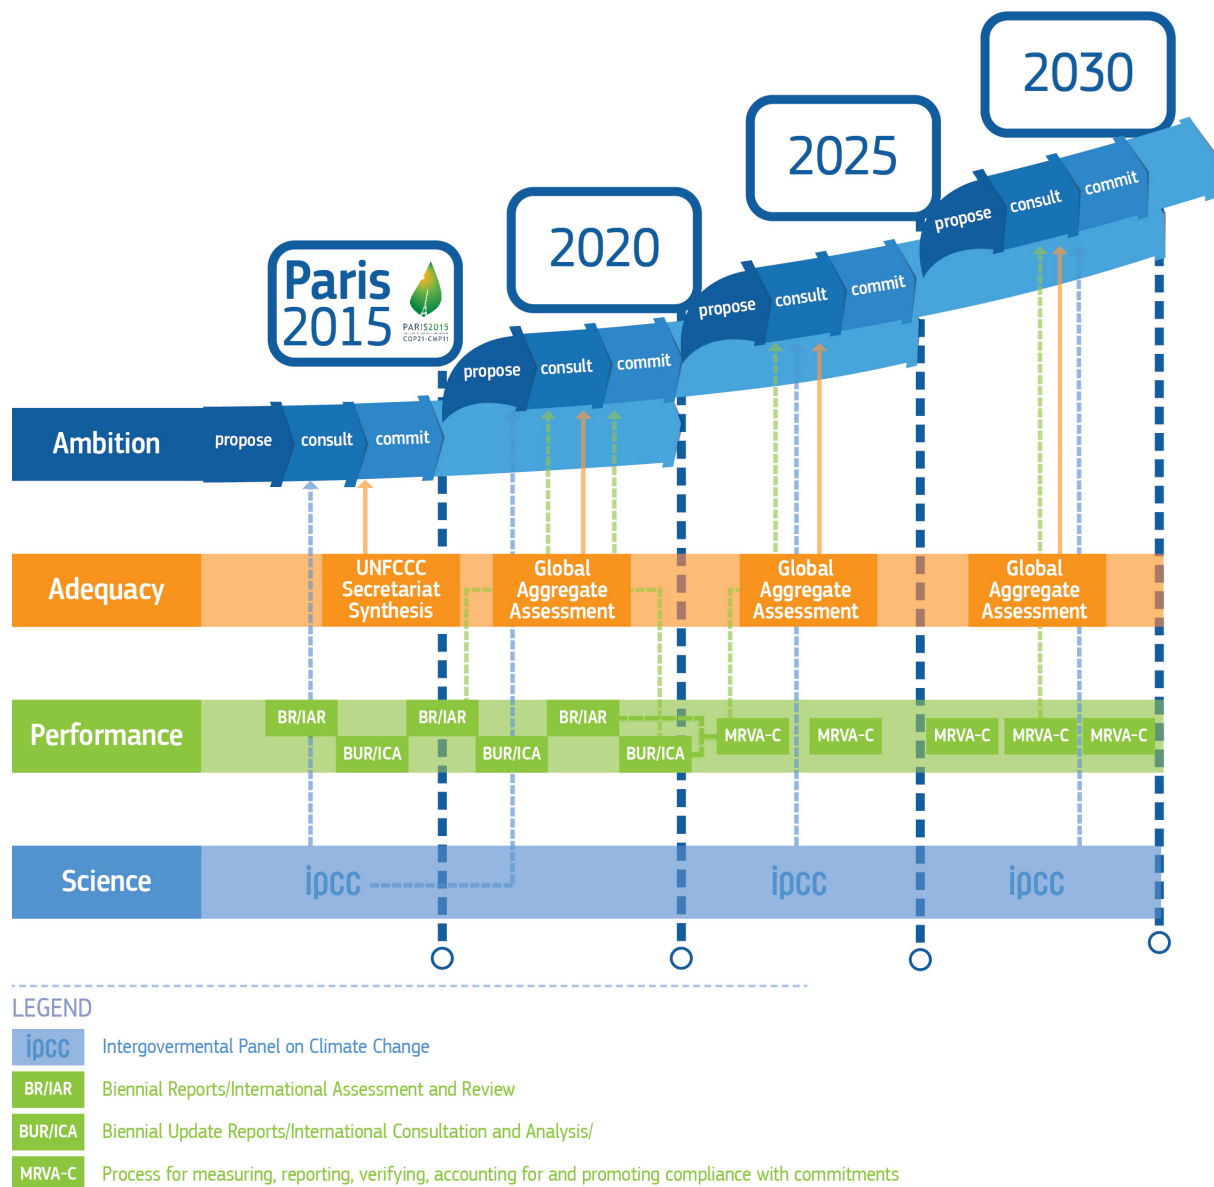 2030
2025
2020
Paris
2015
PARIS2015
COP21·CMP11
propose
consult
commit
propose
consult
commit
propose
consult
commit
Ambition
propose
consult
commit
Adequacy
UNFCCC
Secretariat
Synthesis
Global
Aggregate
Assessment
Global
Aggregate
Assessment
Global
Aggregate
Assessment
Performance
BR/IAR
BR/IAR
BR/IAR
BUR/ICA
BUR/ICA
BUR/ICA
MRVA-C
MRVA-C
MRVA-C
MRVA-C
MRVA-C
Science
ipcc
ipcc
ipcc
LEGEND
ipcc Intergovermental Panel on Climate Change
BR/IAR Biennial Reports/International Assessment and Review
BUR/ICA Biennial Update Reports/International Consultation and Analysis/
MRVA-C Process for measuring, reporting, verifying, accounting for and promoting compliance with commitments